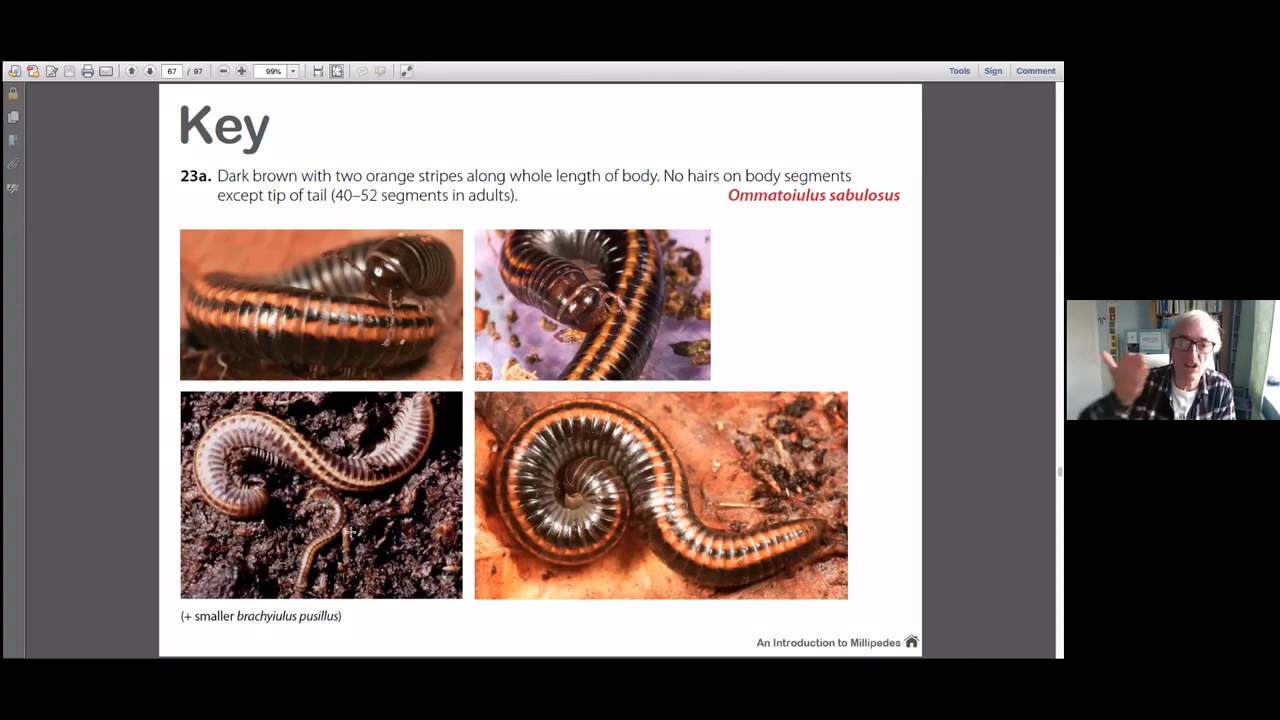 67 / 97
99%
Tools Sign Comment
Key
23a. Dark brown with two orange stripes along whole length of body. No hairs on body segments
except tip of tail (40–52 segments in adults).
Ommatoiulus sabulosus
(+ smaller brachyiulus pusillus)
An Introduction to Millipedes